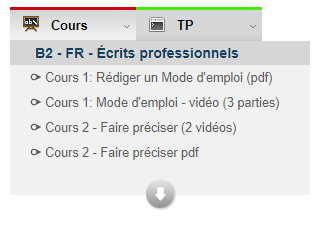 Cours TP
B2 - FR - Écrits professionnels
Cours 1: Rédiger un Mode d'emploi (pdf)
Cours 1: Mode d'emploi - vidéo (3 parties)
Cours 2 - Faire préciser (2 vidéos)
Cours 2 - Faire préciser pdf